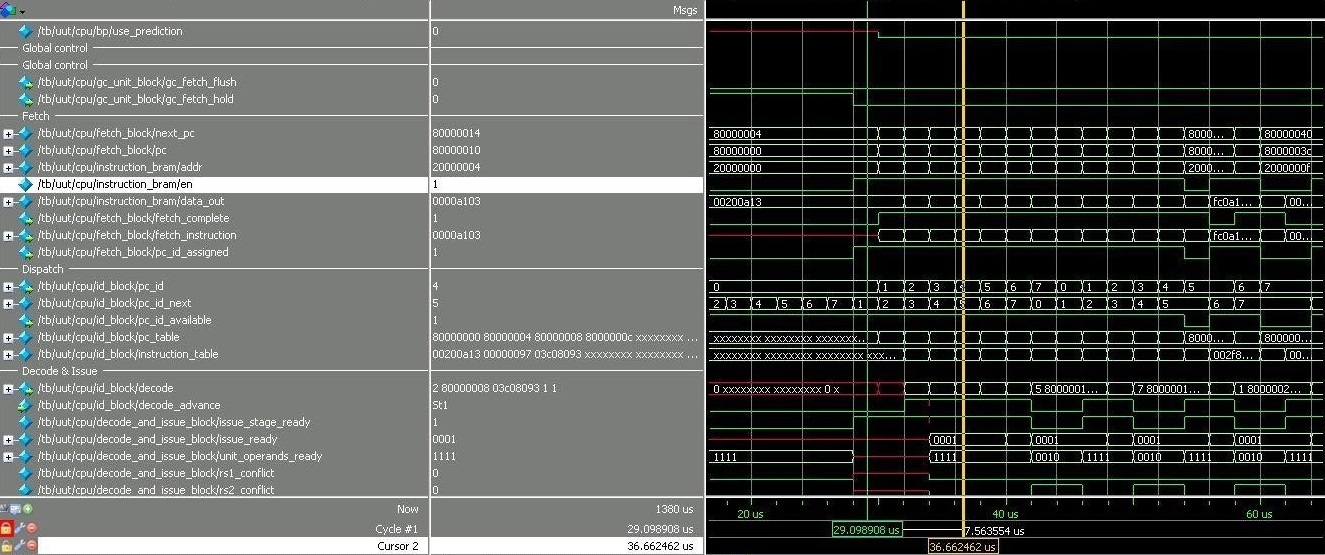 Msgs
/tb/uut/cpu/bp/use_prediction 0
Global control
Global control
/tb/uut/cpu/gc_unit_block/gc_fetch_flush 0
/tb/uut/cpu/gc_unit_block/gc_fetch_hold 0
Fetch
/tb/uut/cpu/fetch_block/next_pc 80000014 80000004 8000... 80000040
/tb/uut/cpu/fetch_block/pc 80000010 80000000 8000... 8000003c
/tb/uut/cpu/instruction_bram/addr 20000004 20000000 2000... 2000000f
/tb/uut/cpu/instruction_bram/en 1
/tb/uut/cpu/instruction_bram/data_out 0000a103 00200a13 fc0a1... 00...
/tb/uut/cpu/fetch_block/fetch_complete 1
/tb/uut/cpu/fetch_block/fetch_instruction 0000a103 fc0a1... 00...
/tb/uut/cpu/fetch_block/pc_id_assigned 1
Dispatch
/tb/uut/cpu/id_block/pc_id 4 0 1 2 3 4 5 6 7 0 1 2 3 4 5 6 7
/tb/uut/cpu/id_block/pc_id_next 5 2 3 4 5 6 7 1 2 3 4 5 6 7 0 1 2 3 4 5 6 7
/tb/uut/cpu/id_block/pc_id_available 1
/tb/uut/cpu/id_block/pc_table 80000000 80000004 80000008 8000000c xxxxxxxx ... xxxxxxxx xxxxxxxx xxxxxxxx xxxxxxxx... 8000... 800000...
/tb/uut/cpu/id_block/instruction_table 00200a13 00000097 03c08093 xxxxxxxx xxxxxxxx ... xxxxxxxx xxxxxxxx xxxxxxxx xxxxxxxx xxx... 002f8... 00...
Decode & Issue
/tb/uut/cpu/id_block/decode 2 80000008 03c08093 1 1 0 xxxxxxxx xxxxxxxx 0 x 5 8000001... 7 8000001... 1 8000002...
/tb/uut/cpu/id_block/decode_advance St1
/tb/uut/cpu/decode_and_issue_block/issue_stage_ready 1
/tb/uut/cpu/decode_and_issue_block/issue_ready 0001 0001 0001 0001 0001
/tb/uut/cpu/decode_and_issue_block/unit_operands_ready 1111 1111 1111 0010 1111 0010 1111 0010 1111
/tb/uut/cpu/decode_and_issue_block/rs1_conflict 0
/tb/uut/cpu/decode_and_issue_block/rs2_conflict 0
Now 1380 us 20 us 40 us 60 us
Cycle #1 29.098908 us 29.098908 us 7.563554 us
Cursor 2 36.662462 us 36.662462 us